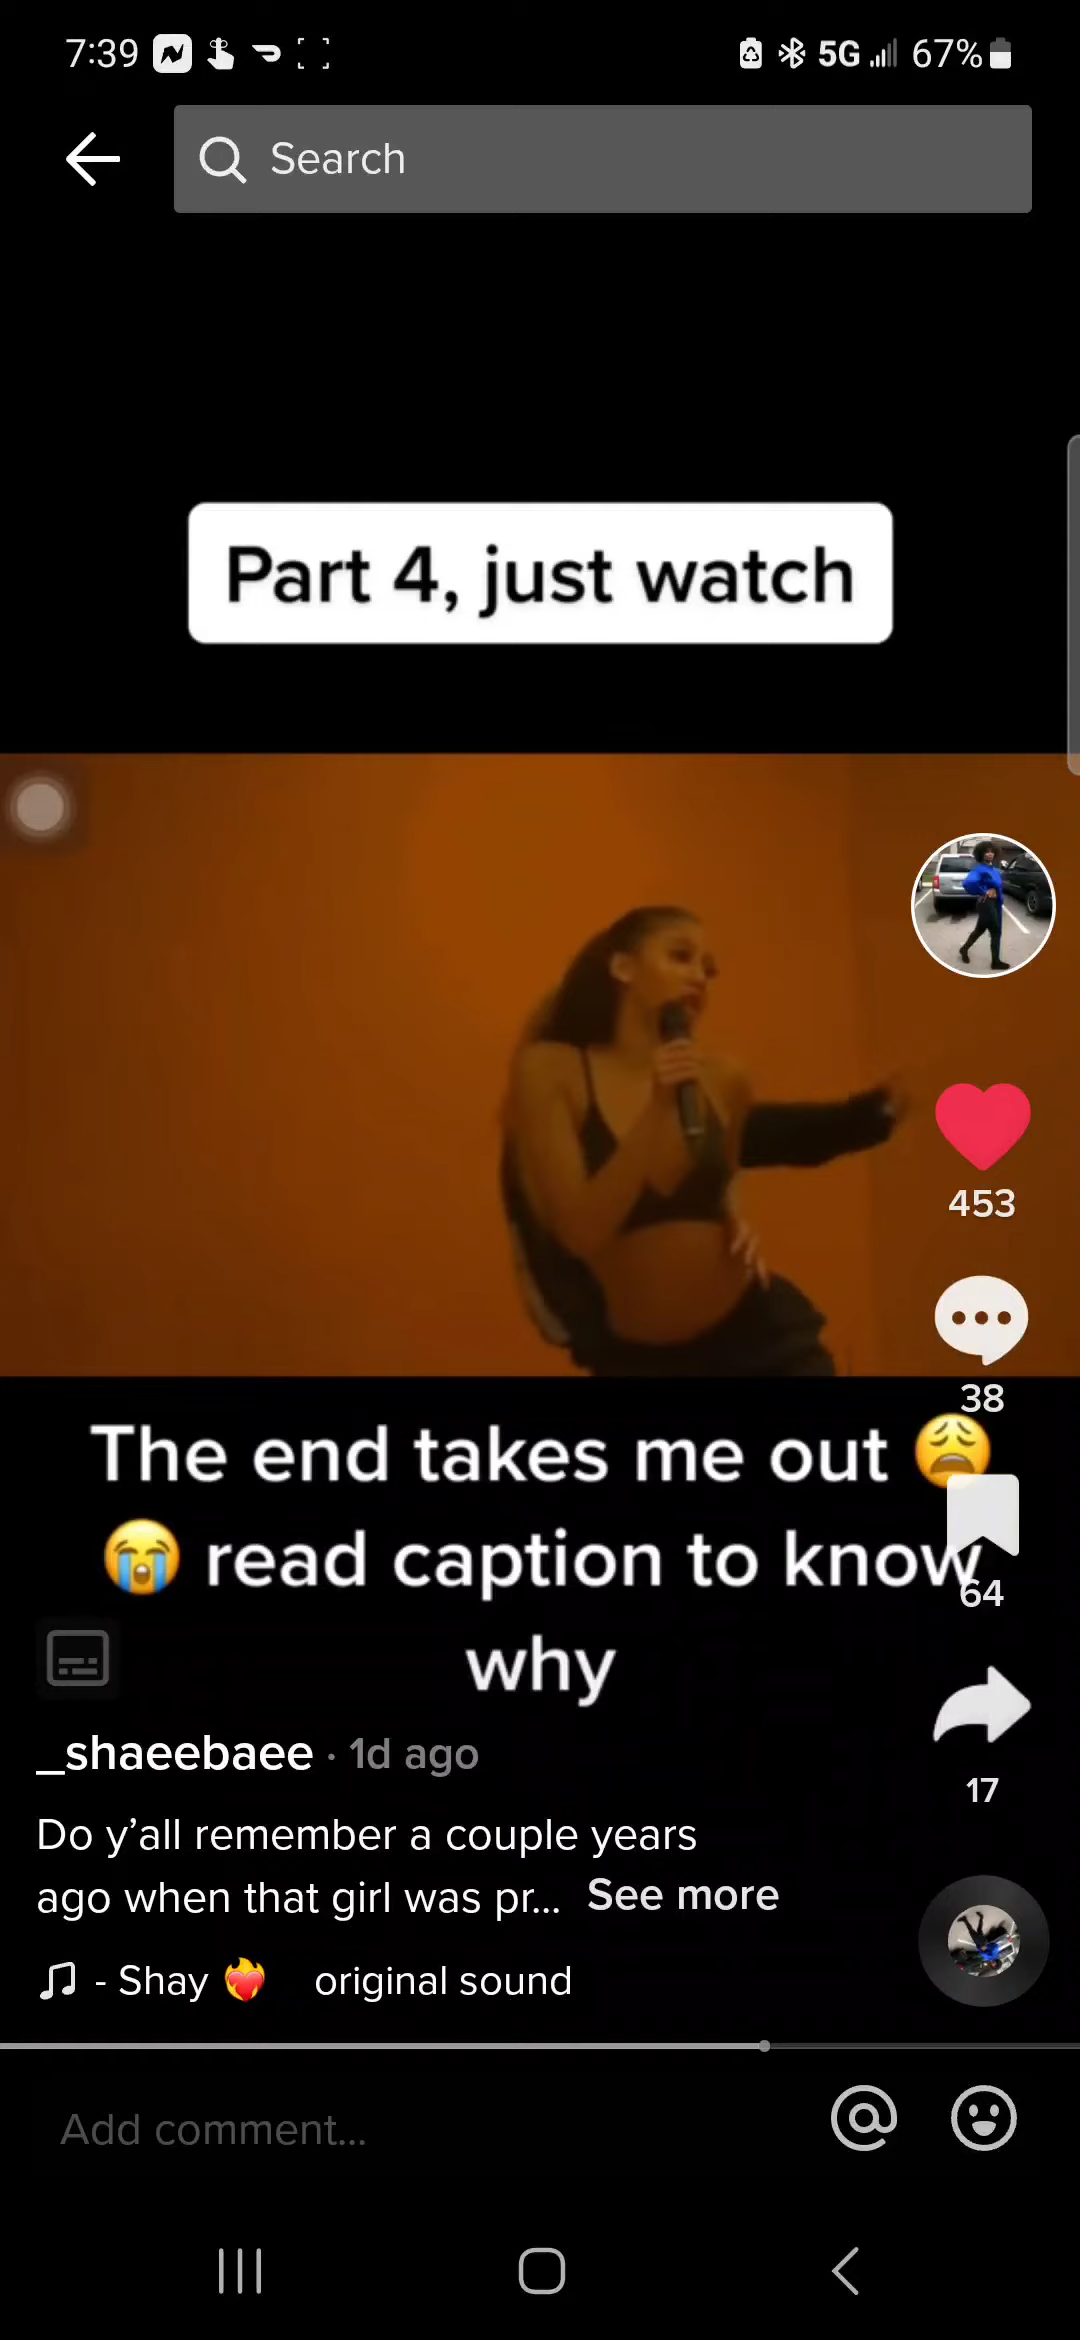 7:39 5G 67%
Search
Part 4, just watch
453
38
The end takes me out 😩
😭 read caption to know
64
why
_shaeebaee · 1d ago
17
Do y’all remember a couple years
ago when that girl was pr... See more
- Shay ❤️‍🔥 original sound
Add comment...